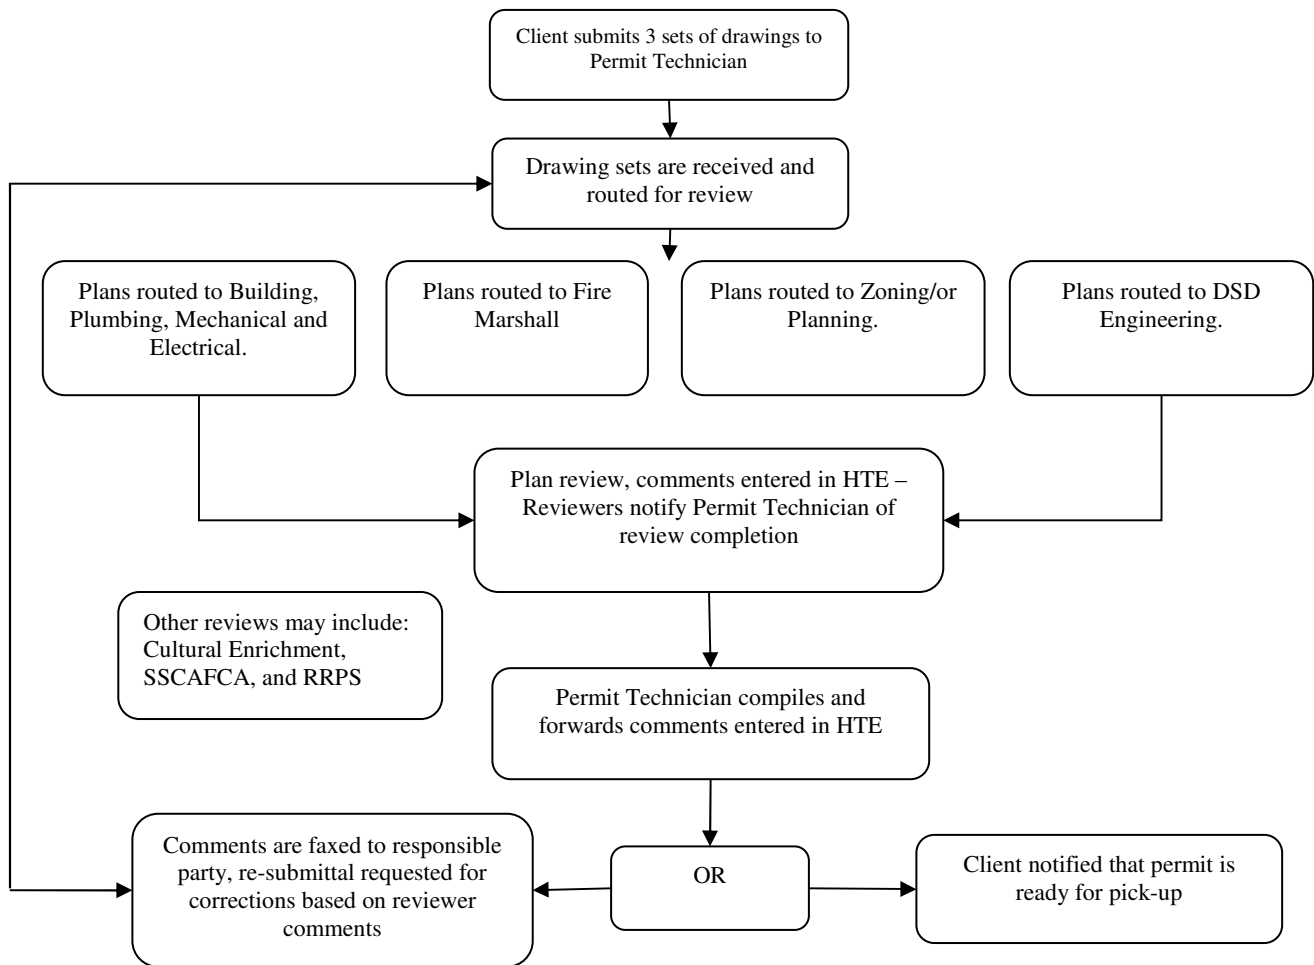 Client submits 3 sets of drawings to
Permit Technician
Drawing sets are received and
routed for review
Plans routed to Building,
Plumbing, Mechanical and
Electrical.
Plans routed to Fire
Marshall
Plans routed to Zoning/or
Planning.
Plans routed to DSD
Engineering.
Plan review, comments entered in HTE –
Reviewers notify Permit Technician of
review completion
Other reviews may include:
Cultural Enrichment,
SSCAFCA, and RRPS
Permit Technician compiles and
forwards comments entered in HTE
Comments are faxed to responsible
party, re-submittal requested for
corrections based on reviewer
comments
OR
Client notified that permit is
ready for pick-up